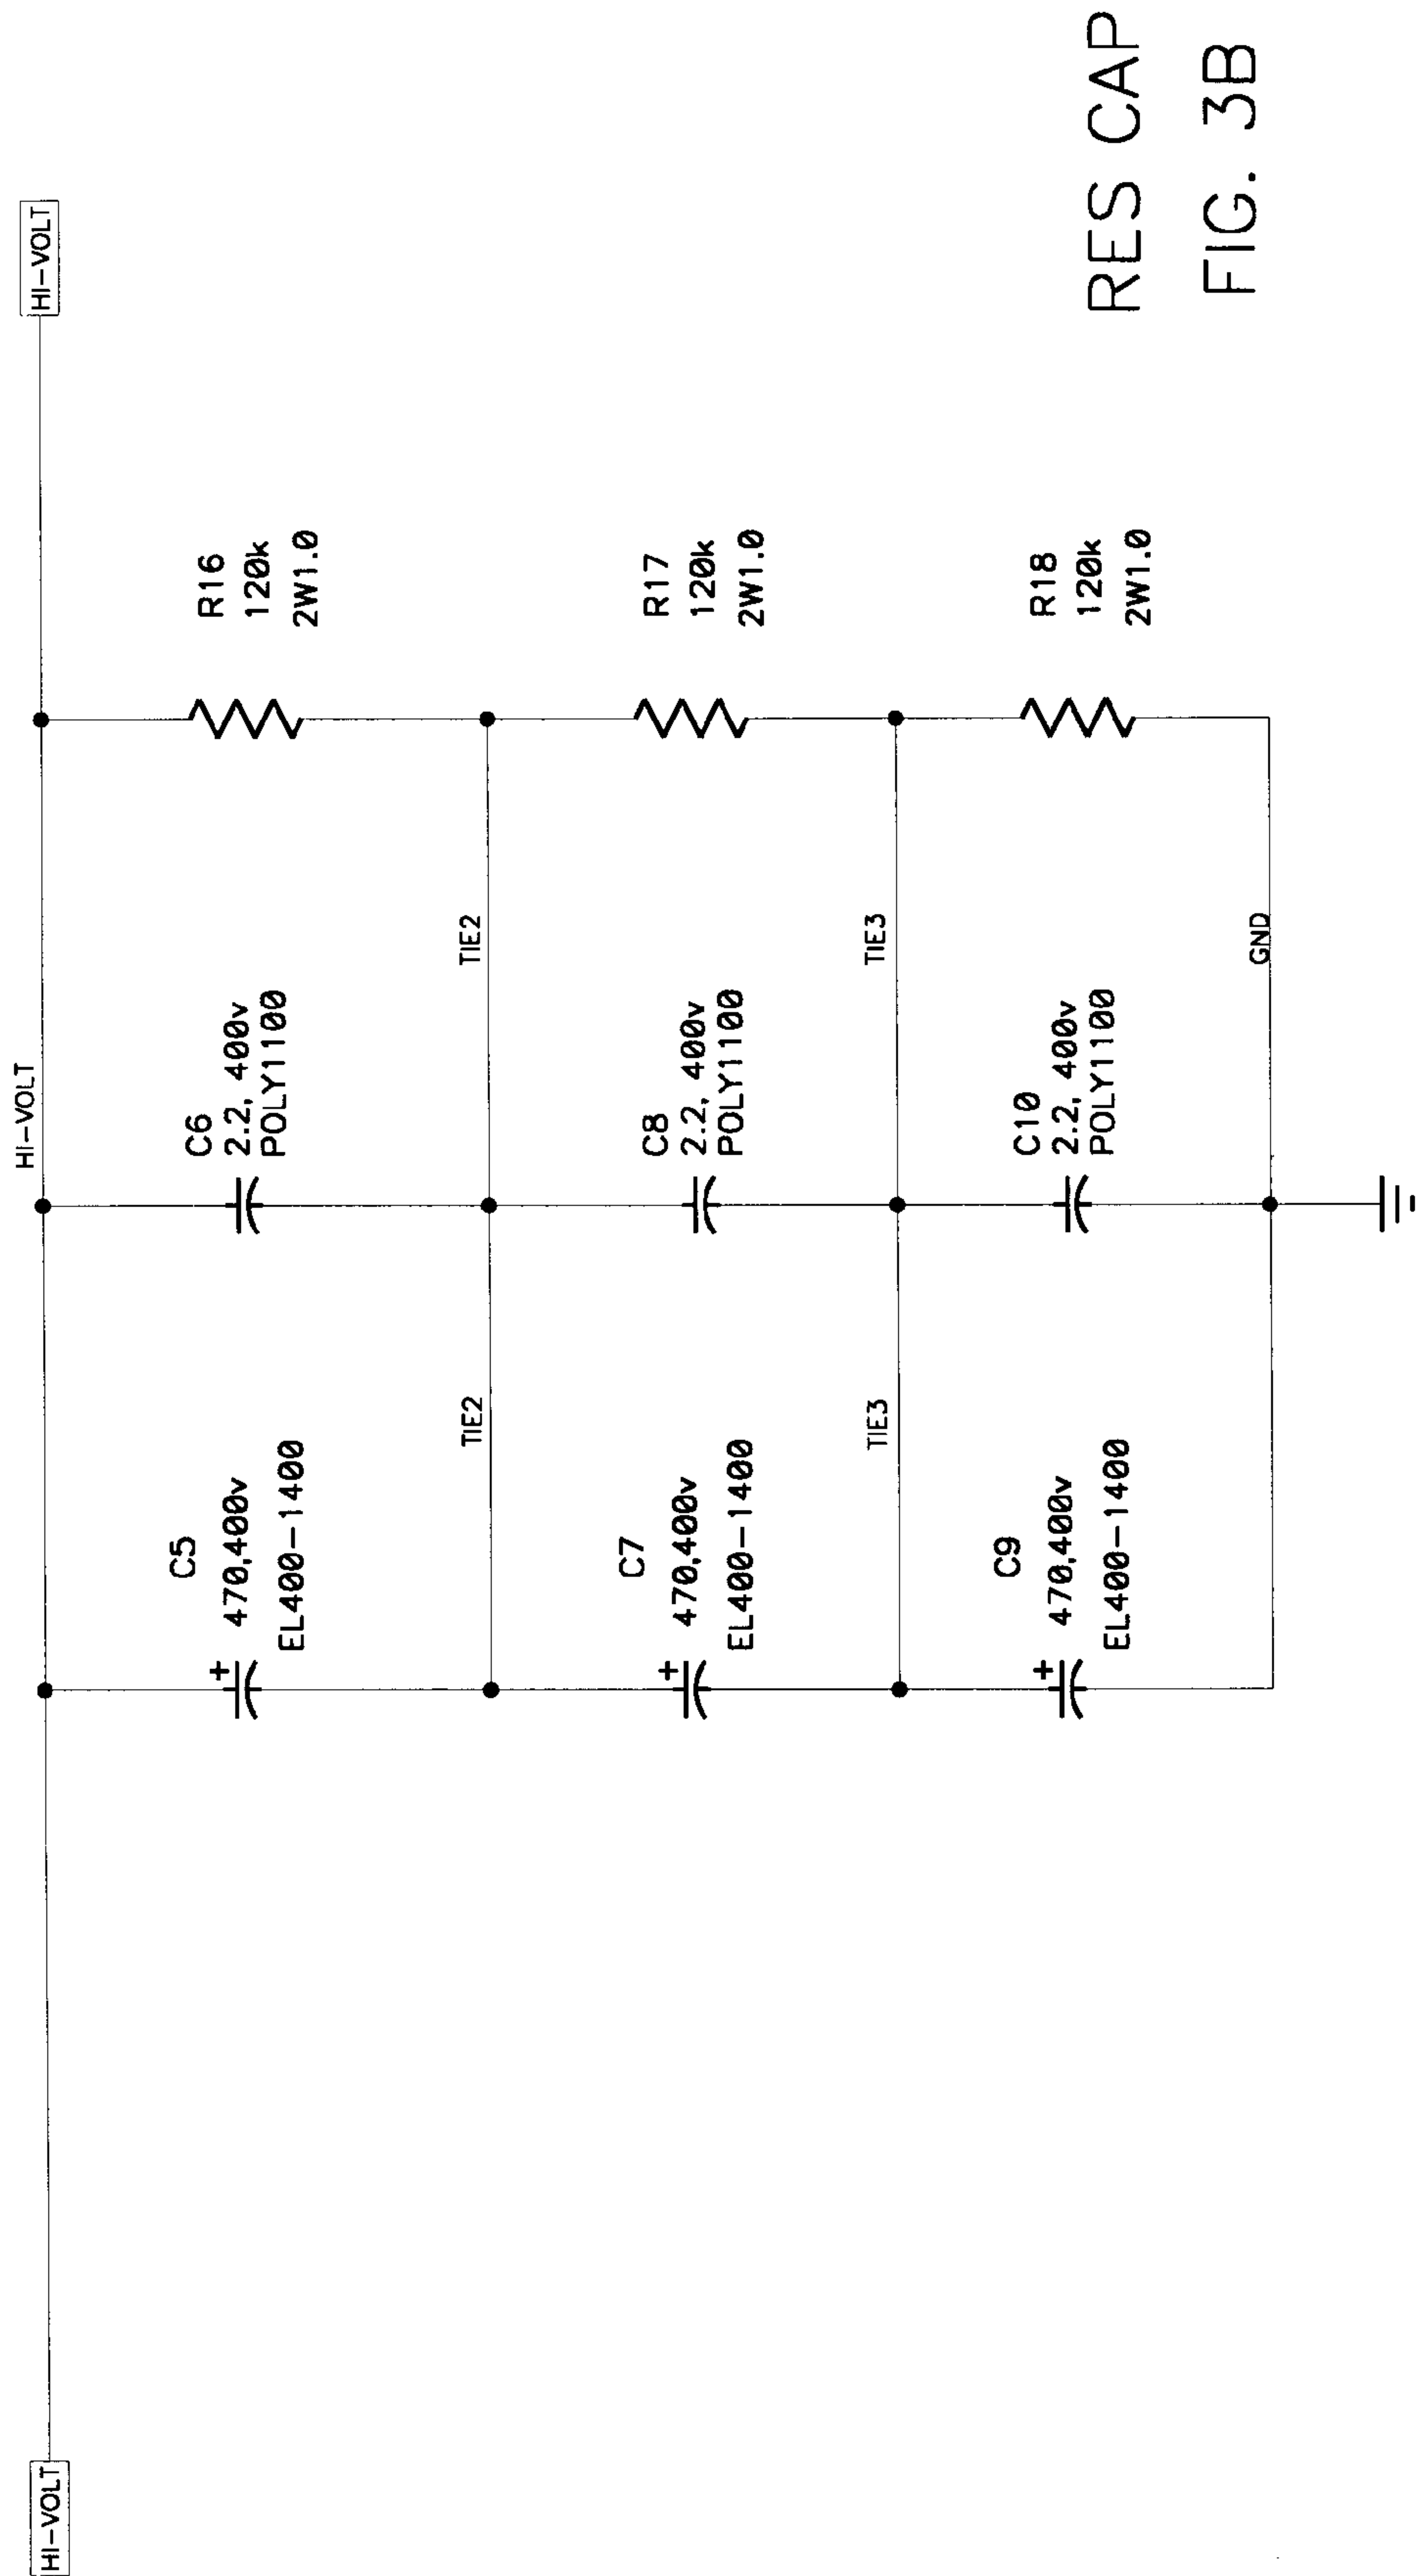 HI-VOLT
HI-VOLT
HI-VOLT
C5
470,400v
EL400-1400
C6
2.2, 400v
POLY1100
R16
120k
2W1.0
TIE2
TIE2
C7
470,400v
EL400-1400
C8
2.2, 400v
POLY1100
R17
120k
2W1.0
TIE3
TIE3
C9
470,400v
EL400-1400
C10
2.2, 400v
POLY1100
R18
120k
2W1.0
GND
RES CAP
FIG. 3B